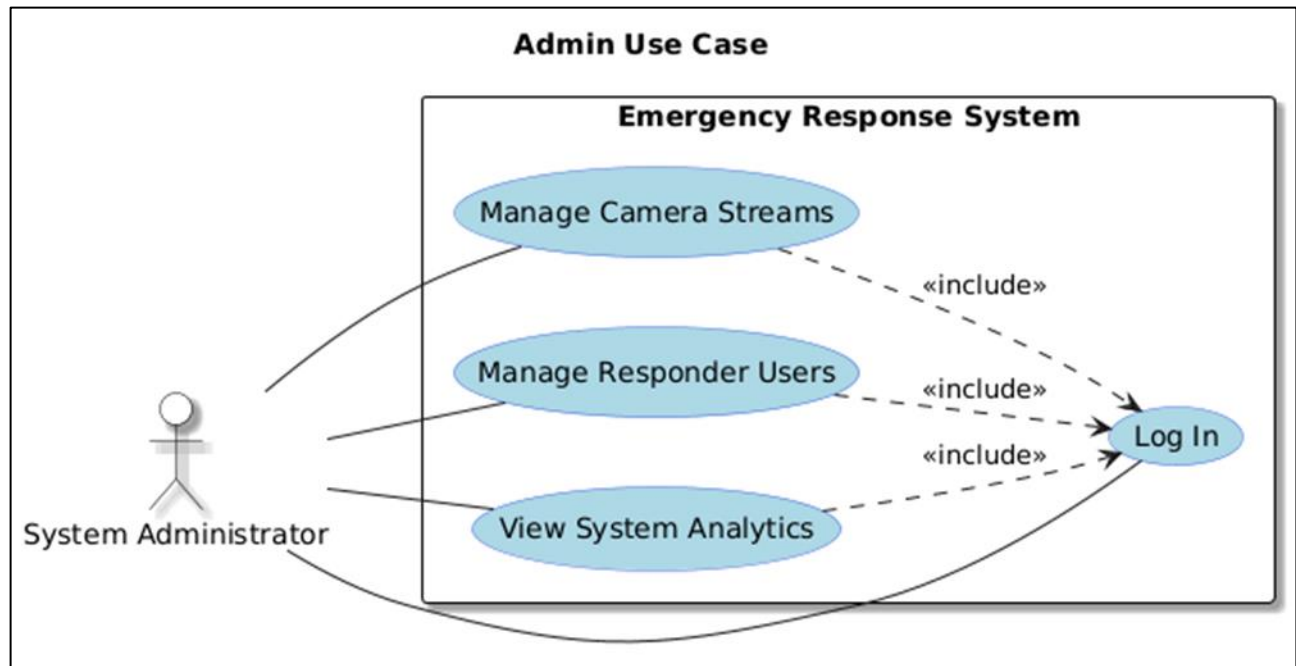 Admin Use Case
Emergency Response System
Manage Camera Streams
«include»
Manage Responder Users
«include»
Log In
«include»
View System Analytics
System Administrator